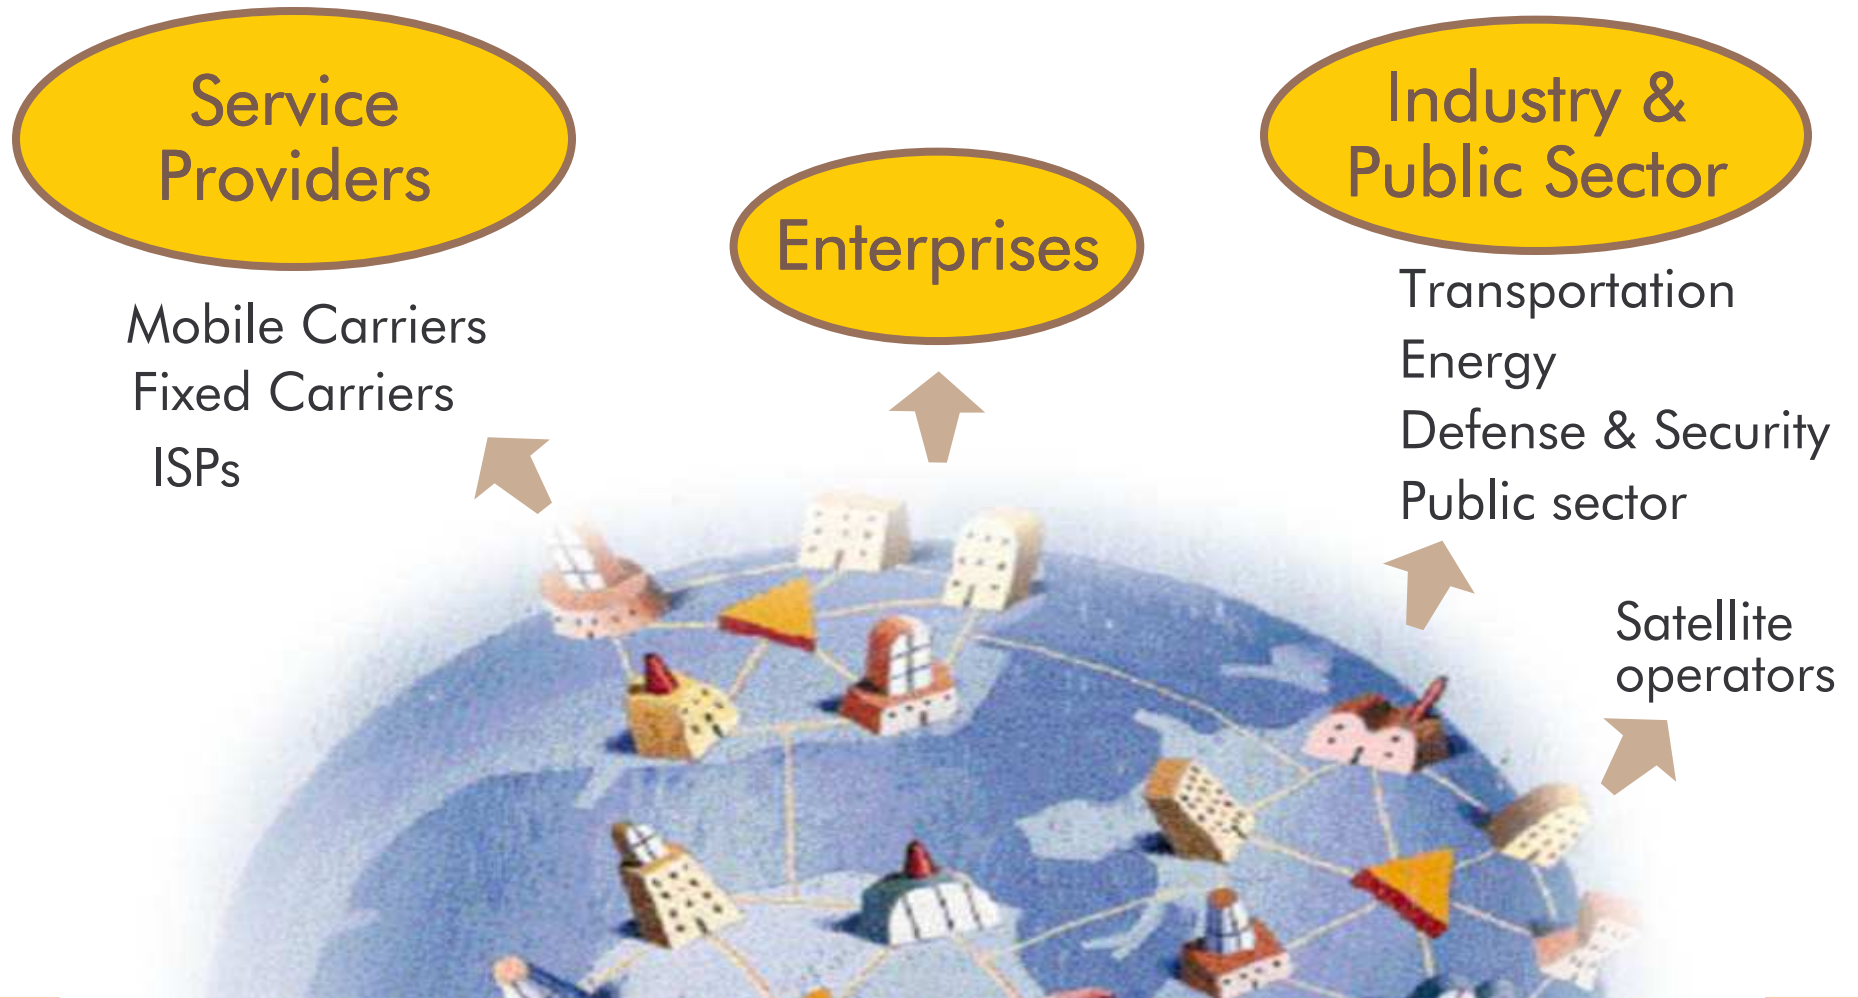 Service
Providers
Mobile Carriers
Fixed Carriers
ISPs
Enterprises
Industry &
Public Sector
Transportation
Energy
Defense & Security
Public sector
Satellite
operators